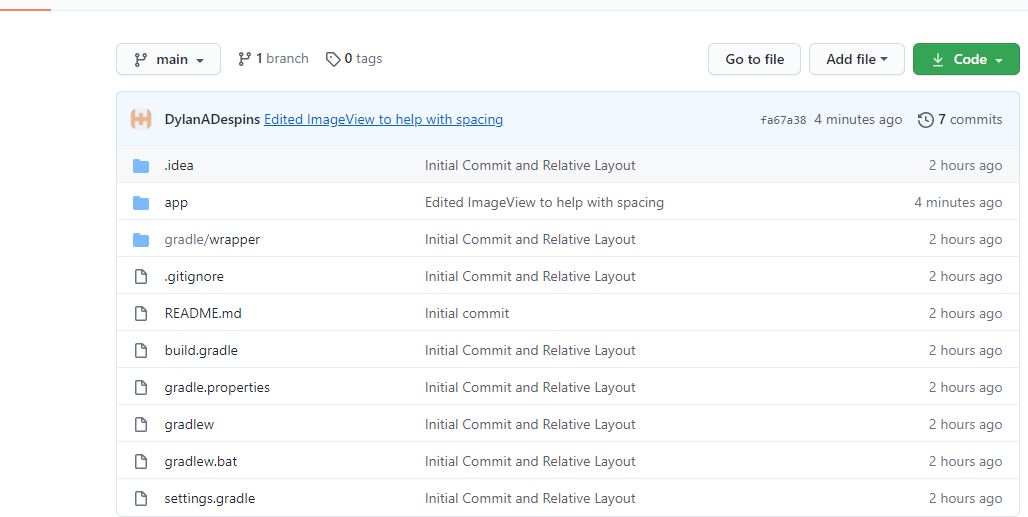 main 1 branch 0 tags Go to file Add file Code
DylanADespins Edited ImageView to help with spacing fa67a38 4 minutes ago 7 commits
.idea Initial Commit and Relative Layout 2 hours ago
app Edited ImageView to help with spacing 4 minutes ago
gradle/wrapper Initial Commit and Relative Layout 2 hours ago
.gitignore Initial Commit and Relative Layout 2 hours ago
README.md Initial commit 2 hours ago
build.gradle Initial Commit and Relative Layout 2 hours ago
gradle.properties Initial Commit and Relative Layout 2 hours ago
gradlew Initial Commit and Relative Layout 2 hours ago
gradlew.bat Initial Commit and Relative Layout 2 hours ago
settings.gradle Initial Commit and Relative Layout 2 hours ago